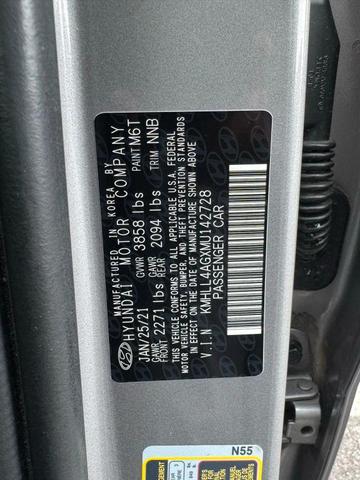 MANUFACTURED IN KOREA BY
HYUNDAI MOTOR COMPANY
JAN/25/21 GVWR 3858 lbs PAINT M6T
GAWR FRONT 2271 lbs GAWR REAR 2094 lbs TRIM NNB
THIS VEHICLE CONFORMS TO ALL APPLICABLE U.S.A. FEDERAL
MOTOR VEHICLE SAFETY, BUMPER, AND THEFT PREVENTION STANDARDS
IN EFFECT ON THE DATE OF MANUFACTURE SHOWN ABOVE.
V.I.N KMHLL4AGXMU142728
PASSENGER CAR
N55